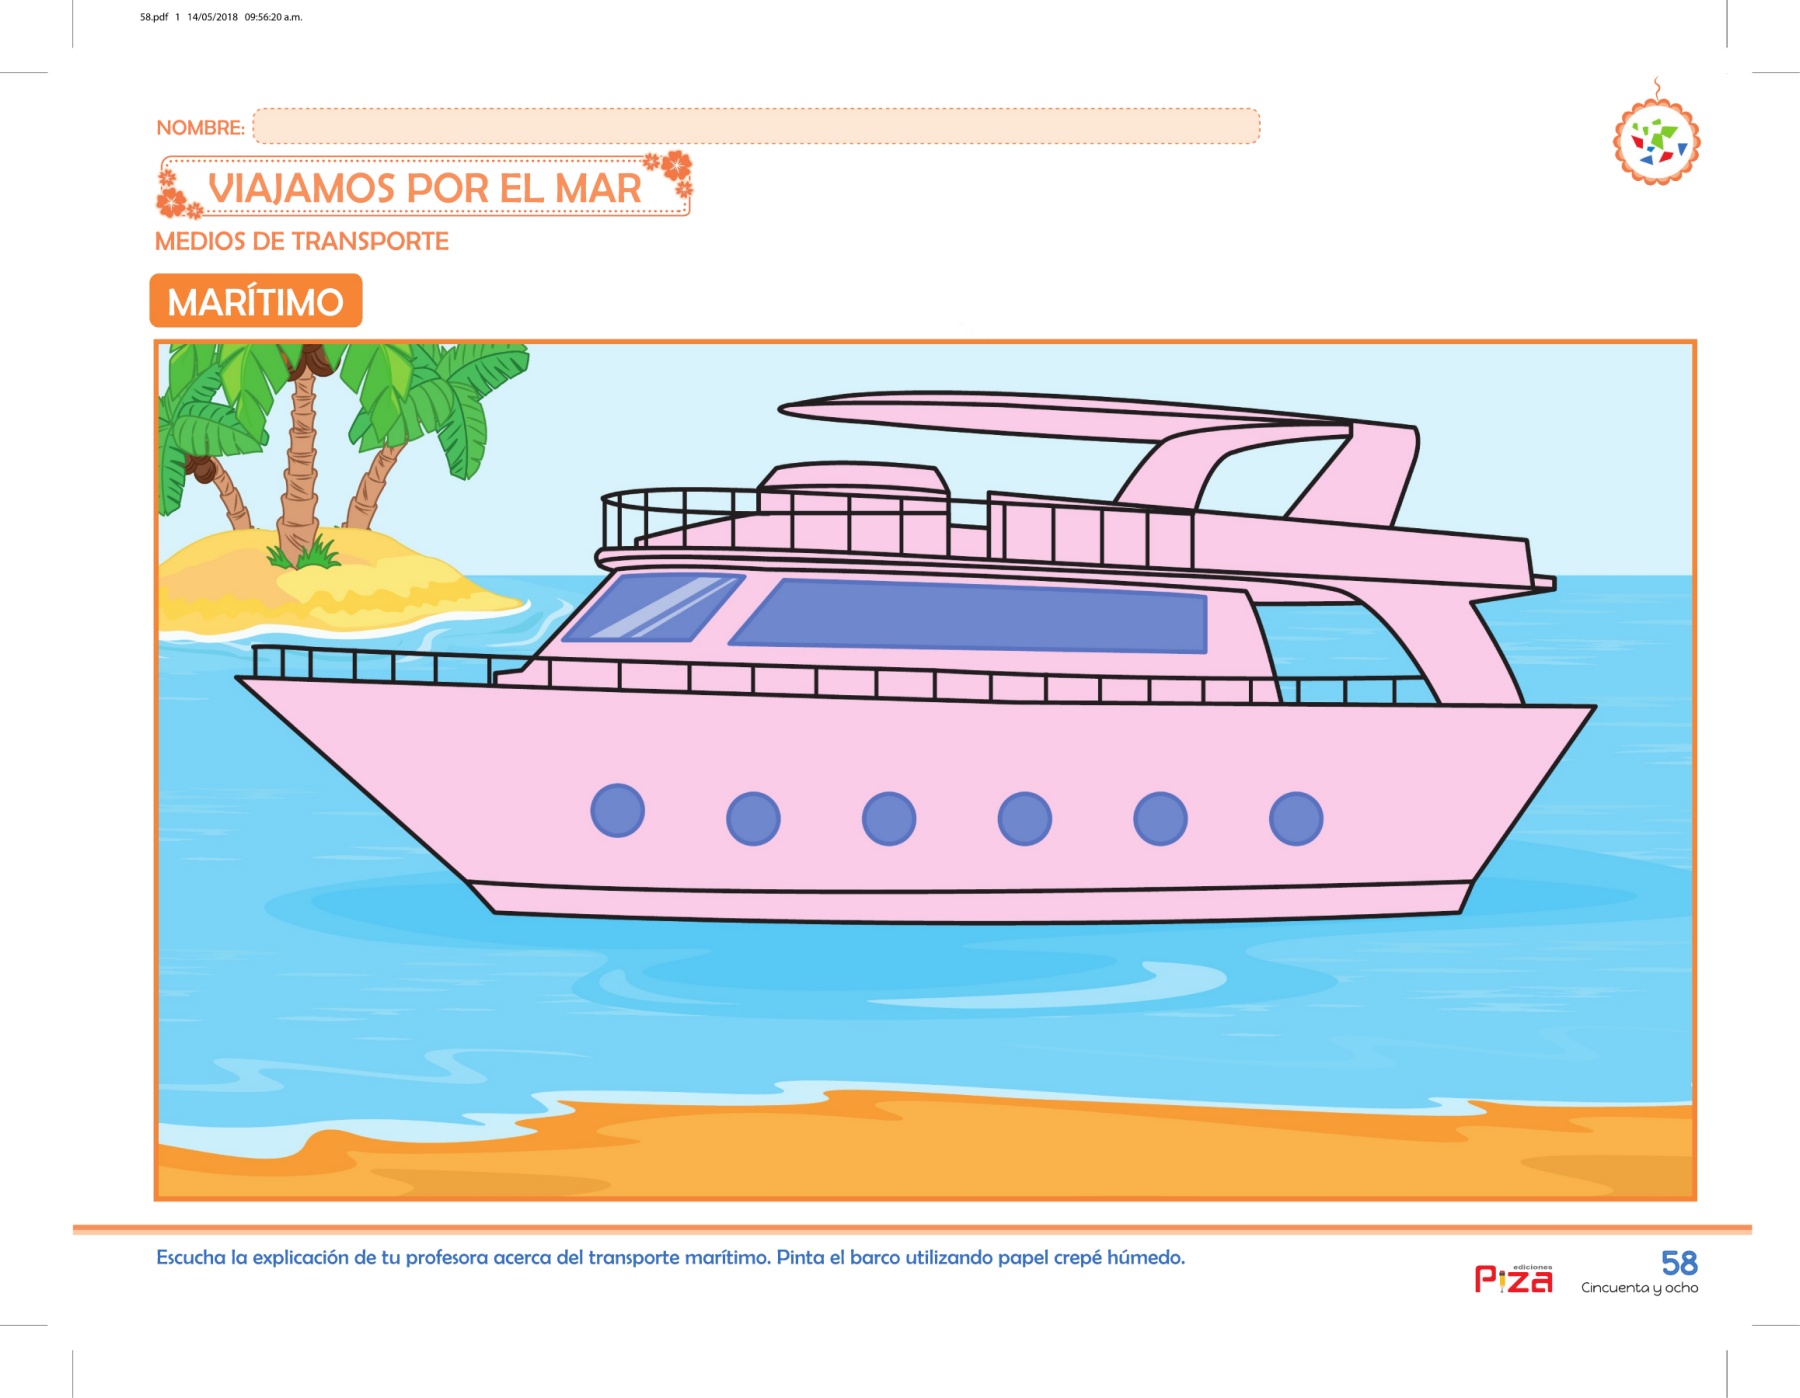 58.pdf 1 14/05/2018 09:56:20 a.m.
NOMBRE:
VIAJAMOS POR EL MAR
MEDIOS DE TRANSPORTE
MARÍTIMO
Escucha la explicación de tu profesora acerca del transporte marítimo. Pinta el barco utilizando papel crepé húmedo.
ediciones
Piza
58
Cincuenta y ocho